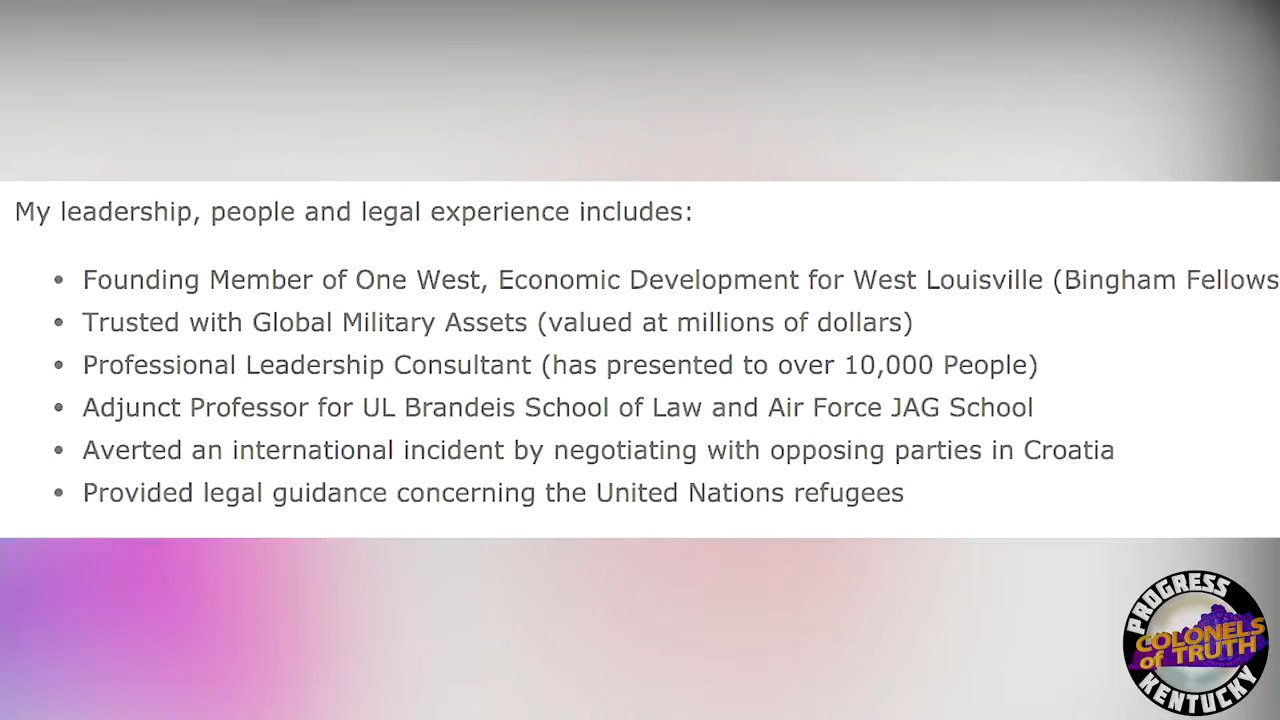 My leadership, people and legal experience includes:
• Founding Member of One West, Economic Development for West Louisville (Bingham Fellows
• Trusted with Global Military Assets (valued at millions of dollars)
• Professional Leadership Consultant (has presented to over 10,000 People)
• Adjunct Professor for UL Brandeis School of Law and Air Force JAG School
• Averted an international incident by negotiating with opposing parties in Croatia
• Provided legal guidance concerning the United Nations refugees
PROGRESS
COLONELS
of TRUTH
KENTUCKY